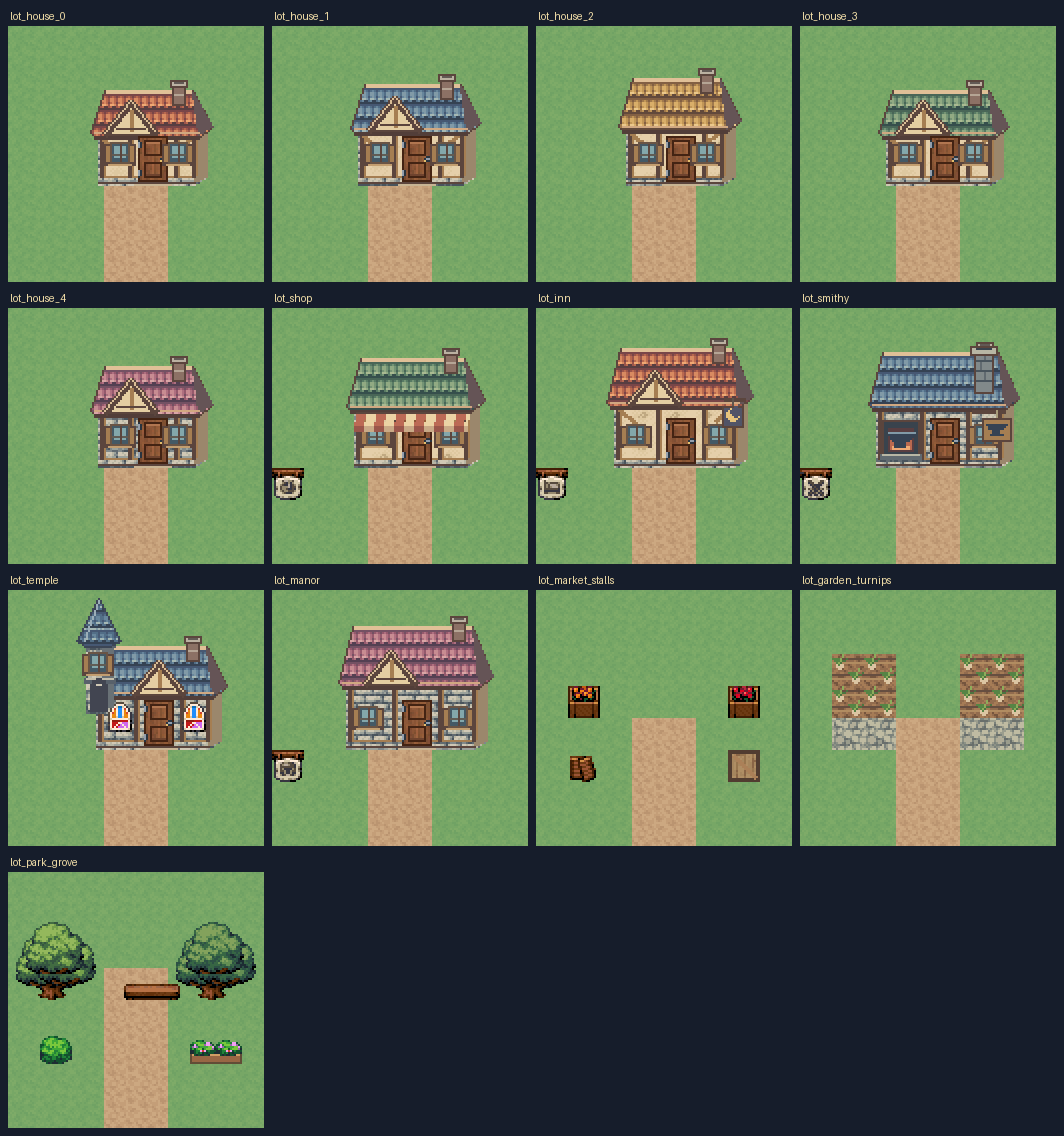 lot_house_0
lot_house_1
lot_house_2
lot_house_3
lot_house_4
lot_shop
lot_inn
lot_smithy
lot_temple
lot_manor
lot_market_stalls
lot_garden_turnips
lot_park_grove